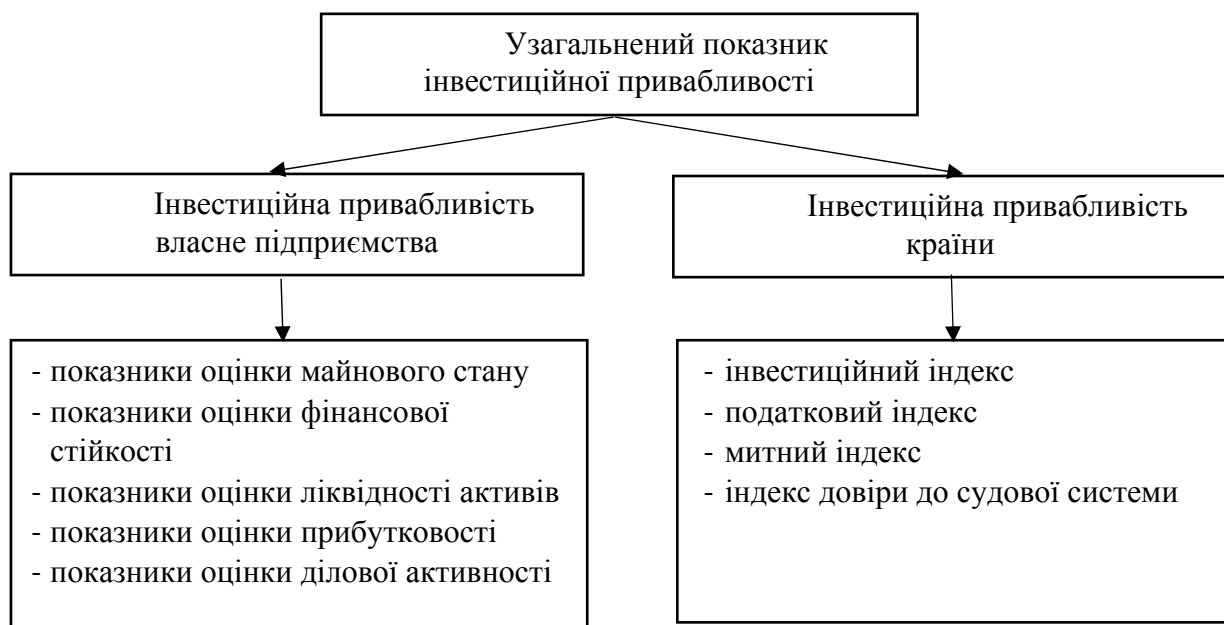 Узагальнений показник
інвестиційної привабливості
Інвестиційна привабливість
власне підприємства
Інвестиційна привабливість
країни
- показники оцінки майнового стану
- показники оцінки фінансової
стійкості
- показники оцінки ліквідності активів
- показники оцінки прибутковості
- показники оцінки ділової активності
- інвестиційний індекс
- податковий індекс
- митний індекс
- індекс довіри до судової системи